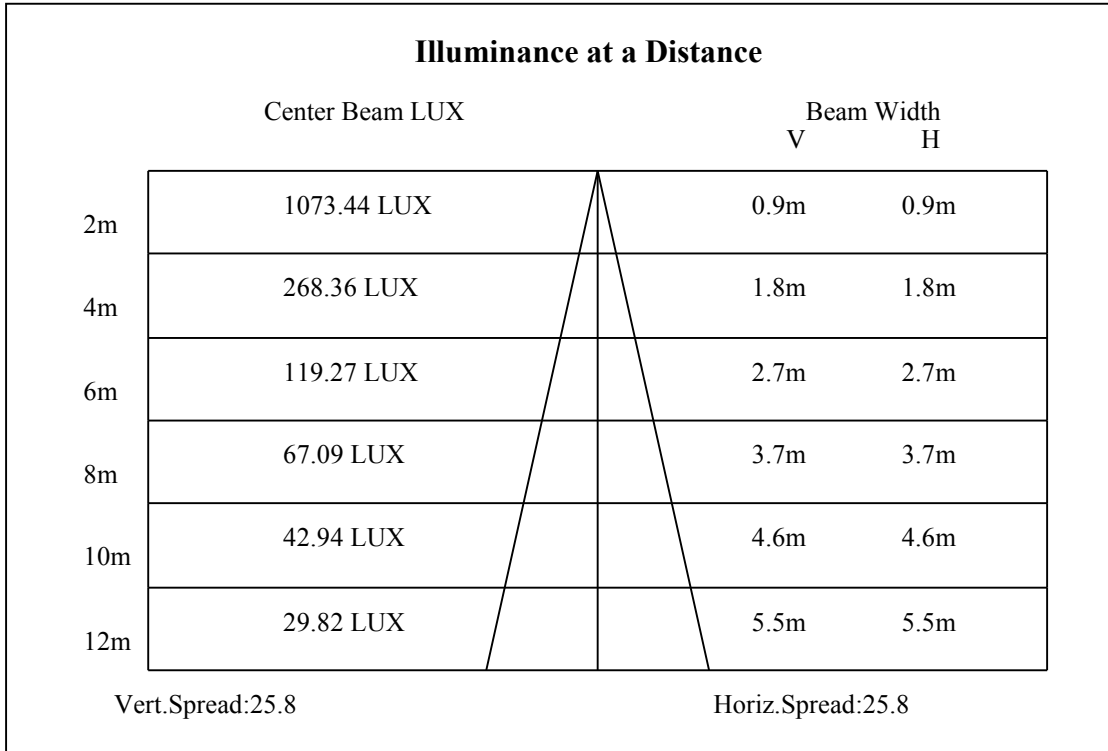 Illuminance at a Distance
Center Beam LUX Beam Width
V H
2m 1073.44 LUX 0.9m 0.9m
4m 268.36 LUX 1.8m 1.8m
6m 119.27 LUX 2.7m 2.7m
8m 67.09 LUX 3.7m 3.7m
10m 42.94 LUX 4.6m 4.6m
12m 29.82 LUX 5.5m 5.5m
Vert.Spread:25.8 Horiz.Spread:25.8